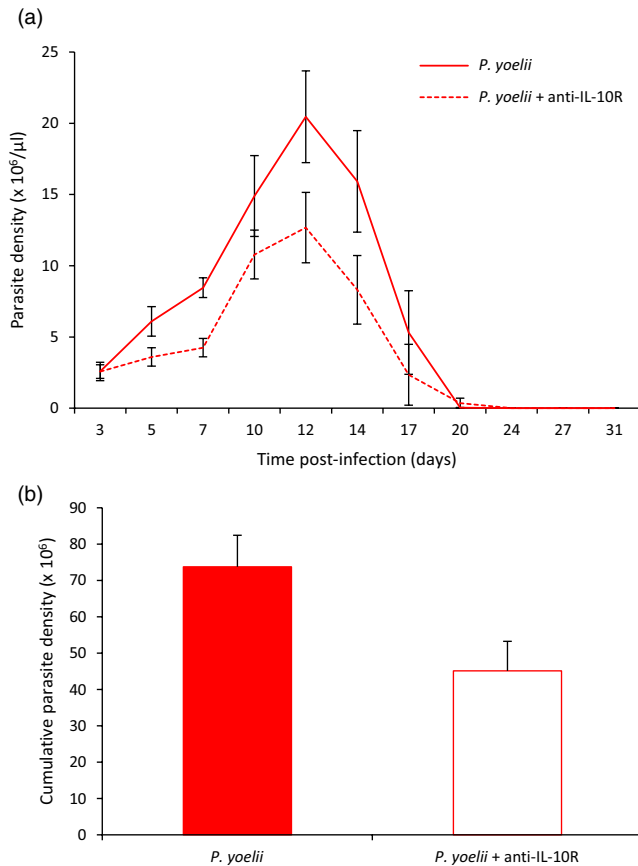 (a)
25
20
15
10
5
0
Parasite density (x 10⁶/µl)
P. yoelii
P. yoelii + anti-IL-10R
3 5 7 10 12 14 17 20 24 27 31
Time post-infection (days)
(b)
90
80
70
60
50
40
30
20
10
0
Cumulative parasite density (x 10⁶)
P. yoelii
P. yoelii + anti-IL-10R